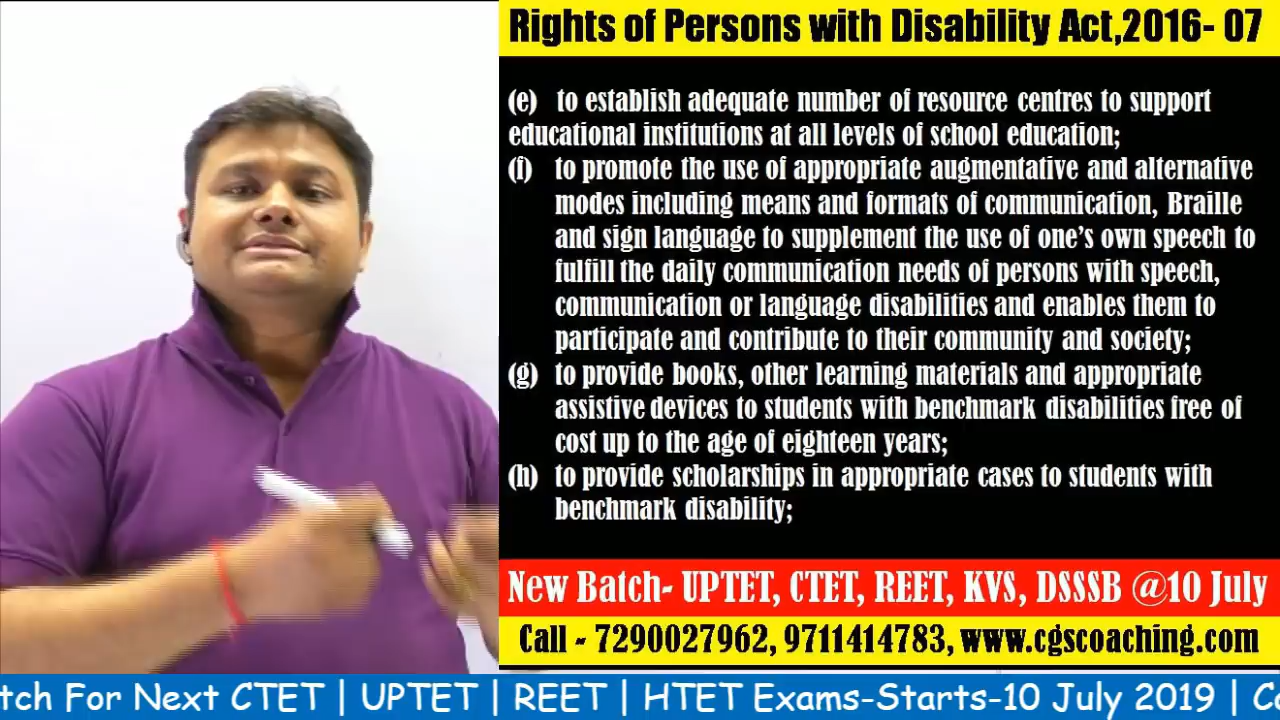 Rights of Persons with Disability Act,2016- 07
(e) to establish adequate number of resource centres to support
educational institutions at all levels of school education;
(f) to promote the use of appropriate augmentative and alternative
modes including means and formats of communication, Braille
and sign language to supplement the use of one's own speech to
fulfill the daily communication needs of persons with speech,
communication or language disabilities and enables them to
participate and contribute to their community and society;
(g) to provide books, other learning materials and appropriate
assistive devices to students with benchmark disabilities free of
cost up to the age of eighteen years;
(h) to provide scholarships in appropriate cases to students with
benchmark disability;
New Batch- UPTET, CTET, REET, KVS, DSSSB @10 July
Call - 7290027962, 9711414783, www.cgscoaching.com
For Next CTET | UPTET | REET | HTET Exams-Starts-10 July 2019 |